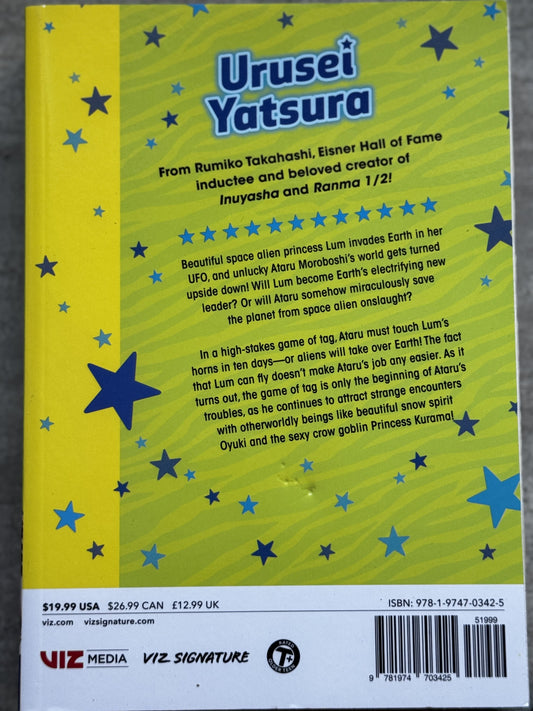 Urusei
Yatsura
From Rumiko Takahashi, Eisner Hall of Fame
inductee and beloved creator of
Inuyasha and Ranma 1/2!
Beautiful space alien princess Lum invades Earth in her
UFO, and unlucky Ataru Moroboshi's world gets turned
upside down! Will Lum become Earth's electrifying new
leader? Or will Ataru somehow miraculously save
the planet from space alien onslaught?
In a high-stakes game of tag, Ataru must touch Lum's
horns in ten days—or aliens will take over Earth! The fact
that Lum can fly doesn't make Ataru's job any easier. As it
turns out, the game of tag is only the beginning of Ataru's
troubles, as he continues to attract strange encounters
with otherworldly beings like beautiful snow spirit
Oyuki and the sexy crow goblin Princess Kurama!
$19.99 USA $26.99 CAN £12.99 UK
viz.com vizsignature.com
ISBN: 978-1-9747-0342-5
51999
VIZ MEDIA
VIZ SIGNATURE
RATED
T+
OLDER TEEN
9 781974 703425